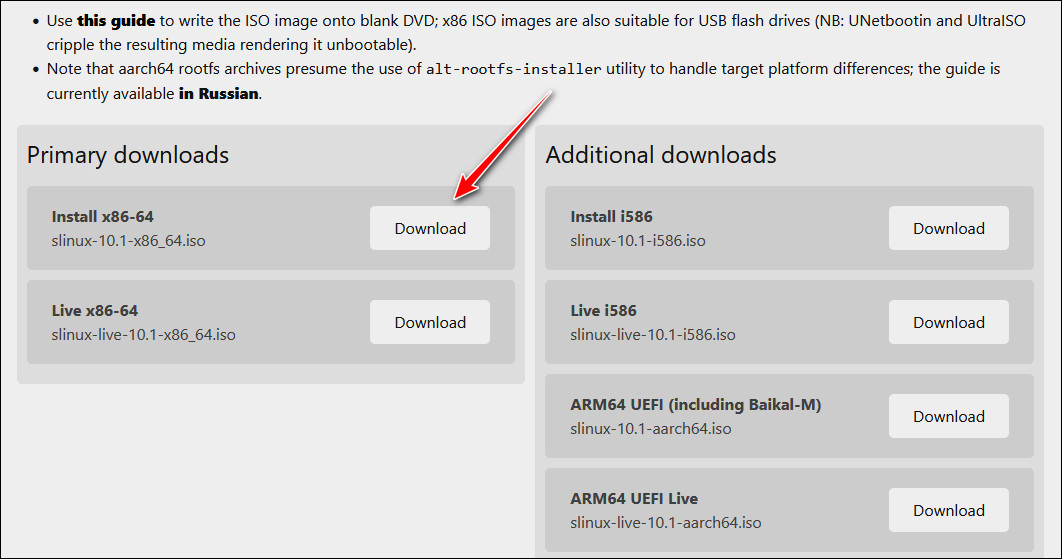 Use this guide to write the ISO image onto blank DVD; x86 ISO images are also suitable for USB flash drives (NB: UNetbootin and UltraISO
cripple the resulting media rendering it unbootable).
Note that aarch64 rootfs archives presume the use of alt-rootfs-installer utility to handle target platform differences; the guide is
currently available in Russian.
Primary downloads
Install x86-64
slinux-10.1-x86_64.iso
Download
Live x86-64
slinux-live-10.1-x86_64.iso
Download
Additional downloads
Install i586
slinux-10.1-i586.iso
Download
Live i586
slinux-live-10.1-i586.iso
Download
ARM64 UEFI (including Baikal-M)
slinux-10.1-aarch64.iso
Download
ARM64 UEFI Live
slinux-live-10.1-aarch64.iso
Download